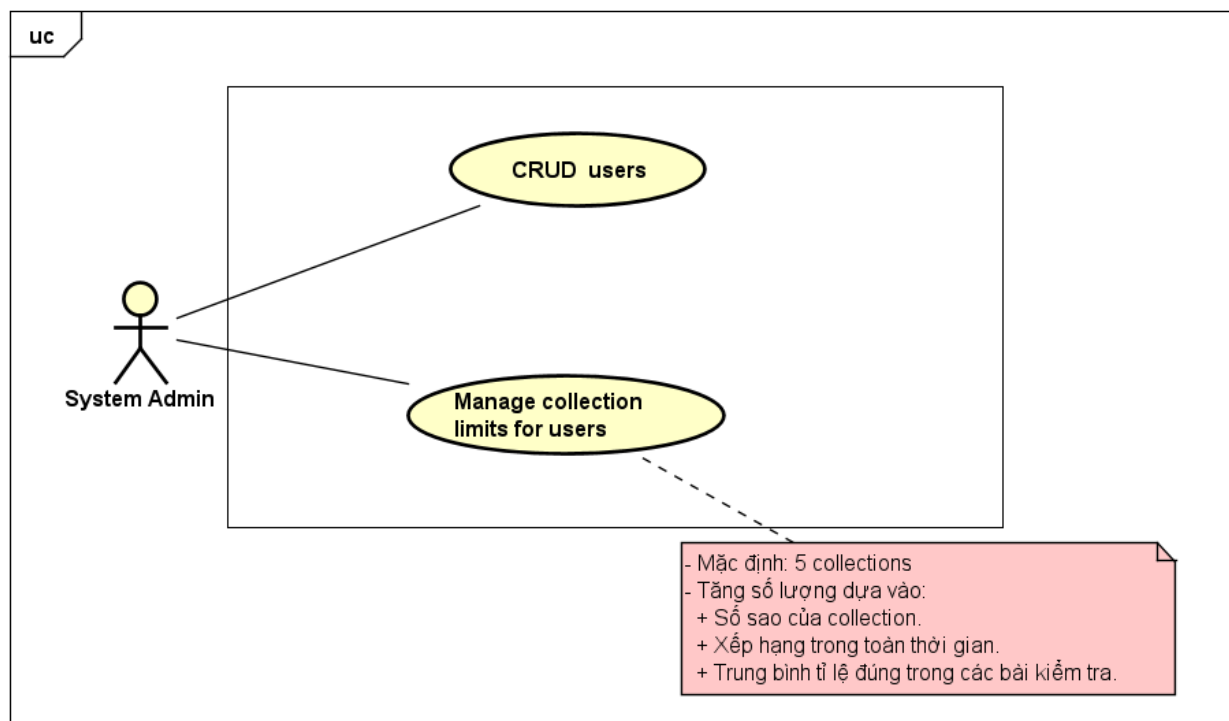 uc
CRUD users
System Admin
Manage collection
limits for users
- Mặc định: 5 collections
- Tăng số lượng dựa vào:
+ Số sao của collection.
+ Xếp hạng trong toàn thời gian.
+ Trung bình tỉ lệ đúng trong các bài kiểm tra.